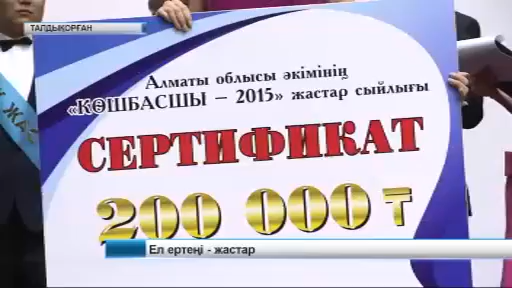 ТАЛДЫҚОРҒАН
Алматы облысы әкімінің
«КӨШБАСШЫ – 2015» жастар сыйлығы
СЕРТИФИКАТ
200 000 ₸
Ел ертеңі - жастар